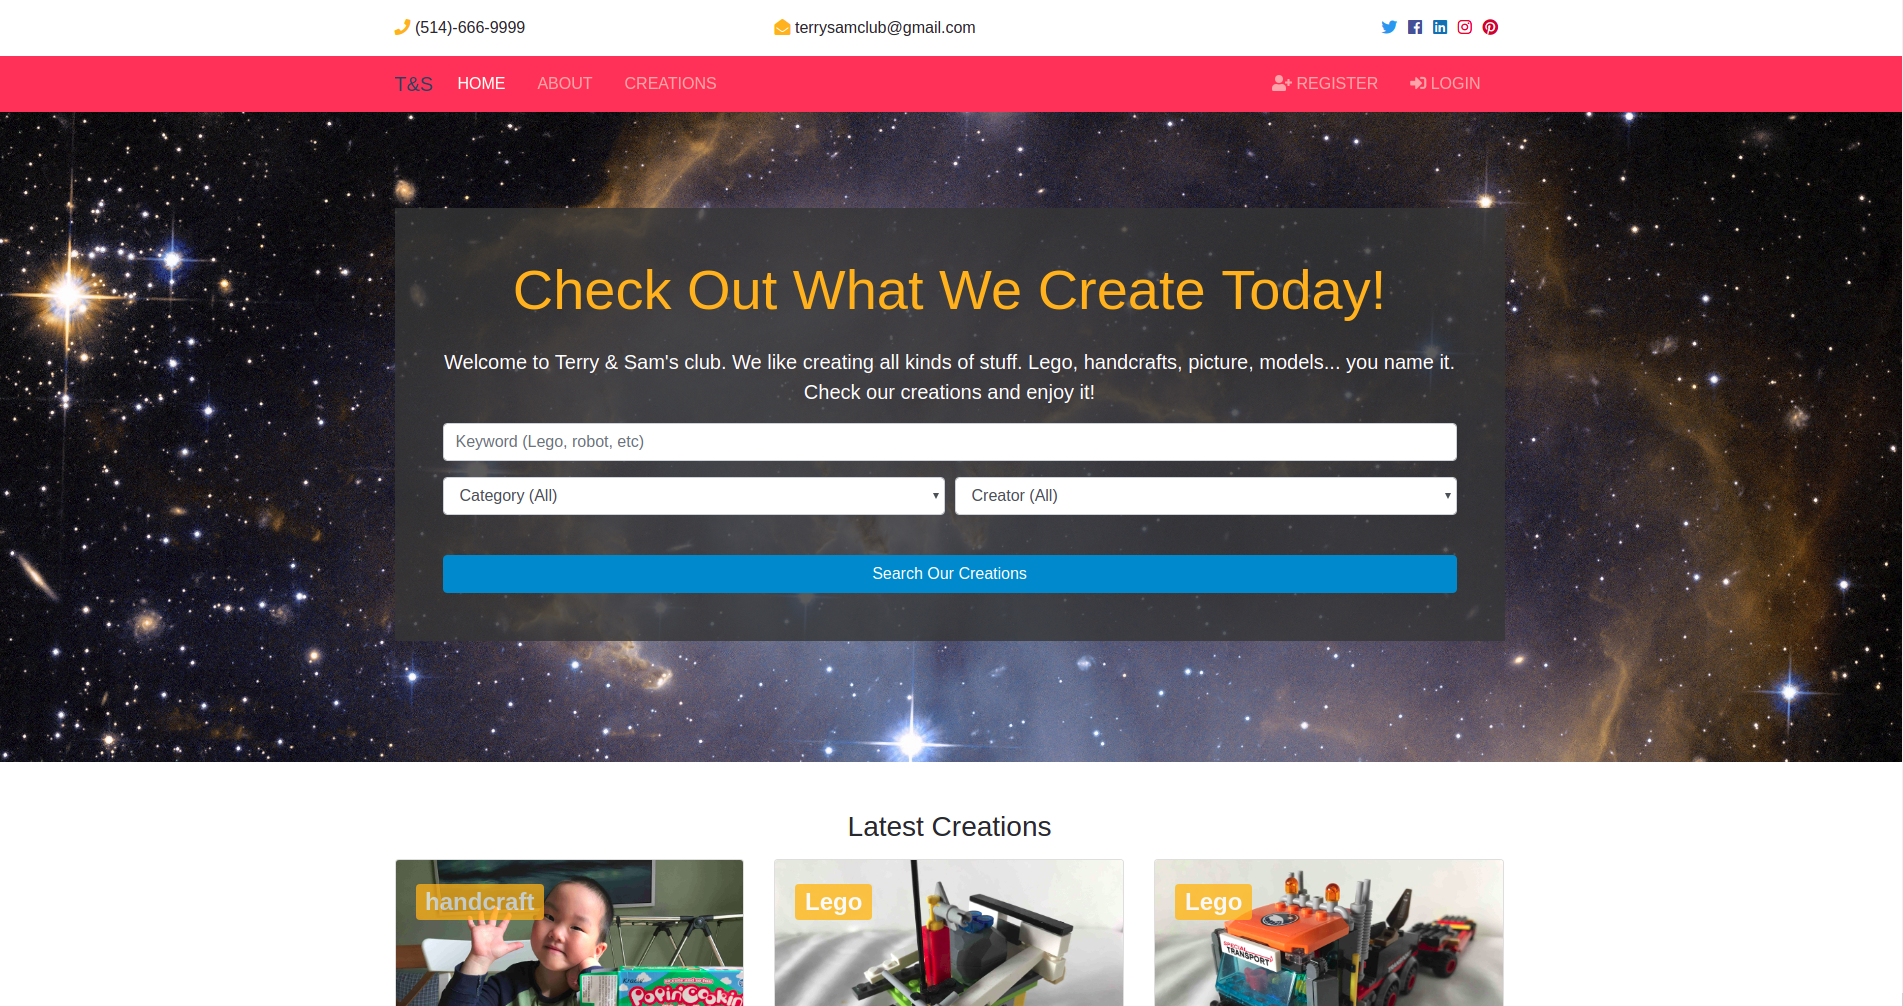 (514)-666-9999
terrysamclub@gmail.com
T&S
HOME
ABOUT
CREATIONS
REGISTER
LOGIN
Check Out What We Create Today!
Welcome to Terry & Sam's club. We like creating all kinds of stuff. Lego, handcrafts, picture, models... you name it.
Check our creations and enjoy it!
Keyword (Lego, robot, etc)
Category (All)
Creator (All)
Search Our Creations
Latest Creations
handcraft
Lego
Lego
SPECIAL
TRANSPORT
Kracie
Popin'Cookin